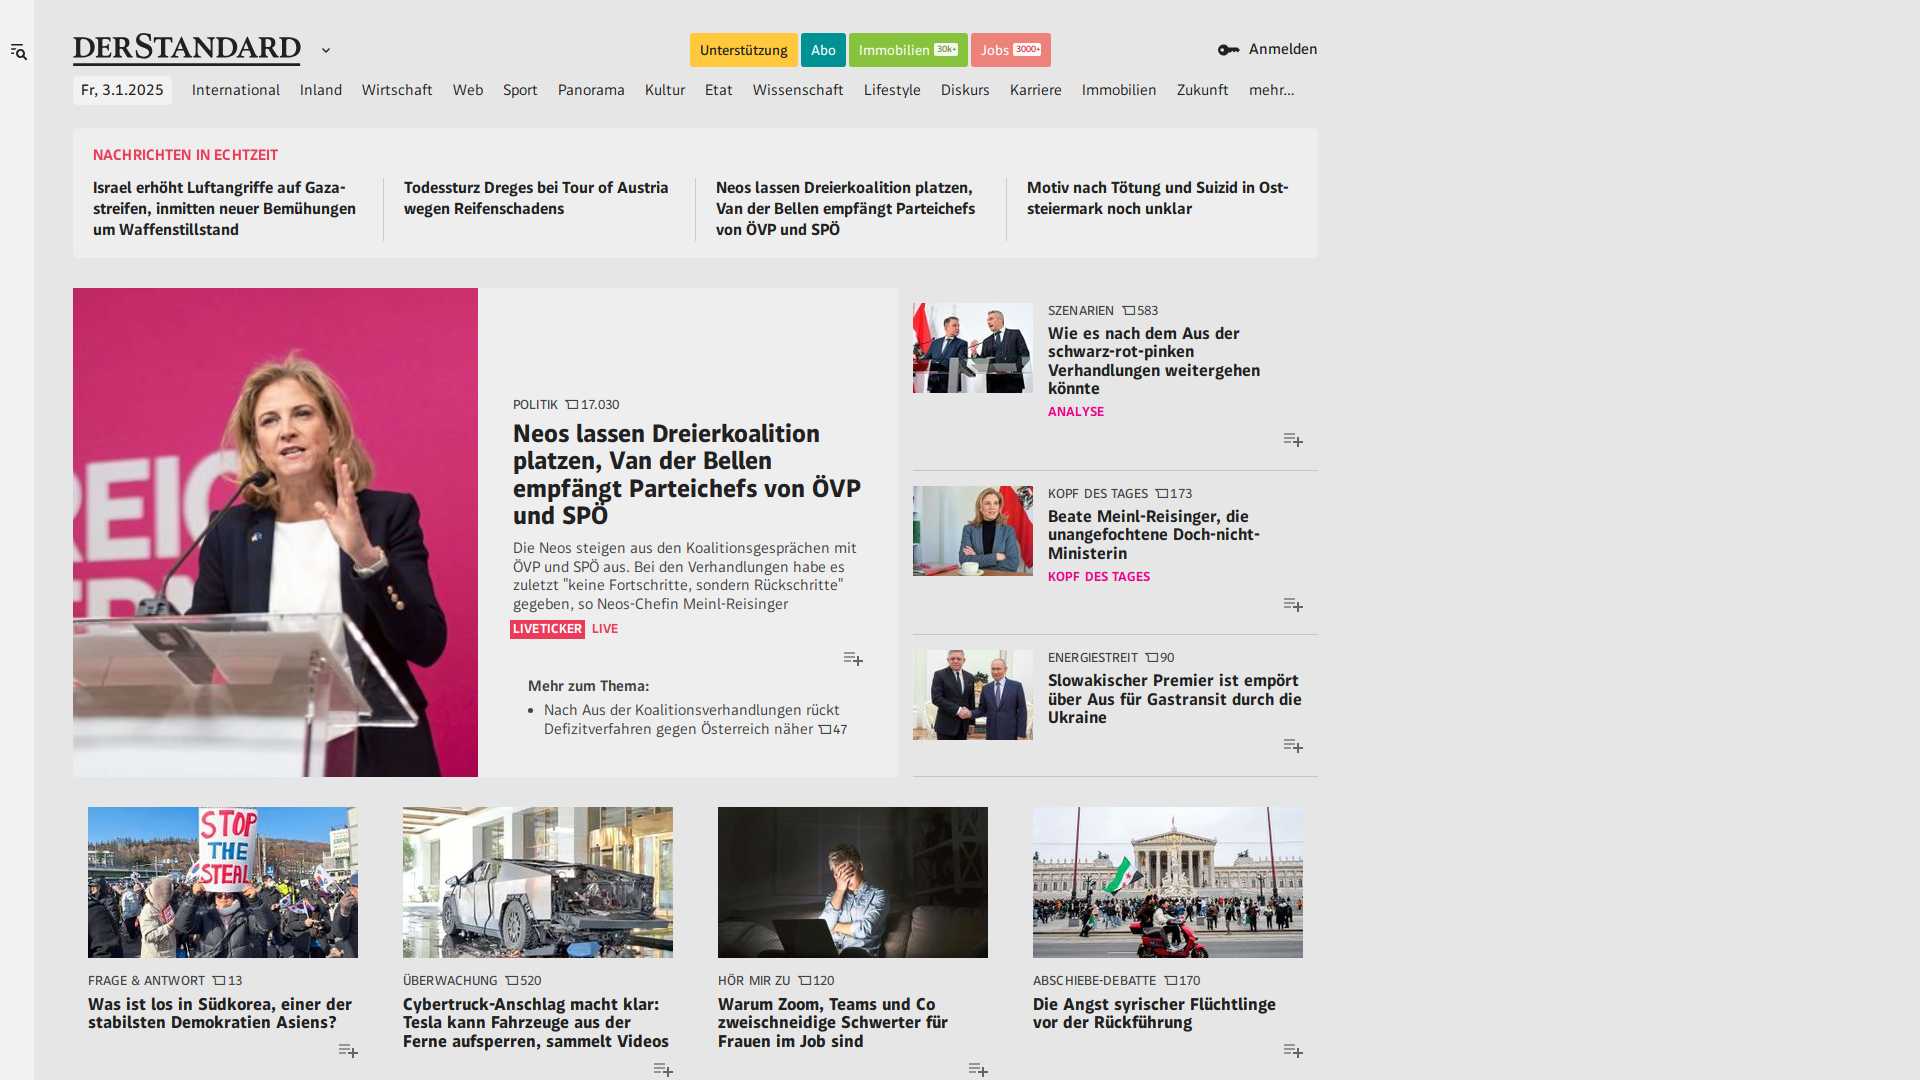 DERSTANDARD
Unterstützung
Abo
Immobilien 30k+
Jobs 3000+
Anmelden
Fr, 3.1.2025
International
Inland
Wirtschaft
Web
Sport
Panorama
Kultur
Etat
Wissenschaft
Lifestyle
Diskurs
Karriere
Immobilien
Zukunft
mehr...
NACHRICHTEN IN ECHTZEIT
Israel erhöht Luftangriffe auf Gaza-
streifen, inmitten neuer Bemühungen
um Waffenstillstand
Todessturz Dreges bei Tour of Austria
wegen Reifenschadens
Neos lassen Dreierkoalition platzen,
Van der Bellen empfängt Parteichefs
von ÖVP und SPÖ
Motiv nach Tötung und Suizid in Ost-
steiermark noch unklar
POLITIK 17.030
Neos lassen Dreierkoalition
platzen, Van der Bellen
empfängt Parteichefs von ÖVP
und SPÖ
Die Neos steigen aus den Koalitionsgesprächen mit
ÖVP und SPÖ aus. Bei den Verhandlungen habe es
zuletzt "keine Fortschritte, sondern Rückschritte"
gegeben, so Neos-Chefin Meinl-Reisinger
LIVETICKER LIVE
Mehr zum Thema:
Nach Aus der Koalitionsverhandlungen rückt
Defizitverfahren gegen Österreich näher 47
SZENARIEN 583
Wie es nach dem Aus der
schwarz-rot-pinken
Verhandlungen weitergehen
könnte
ANALYSE
KOPF DES TAGES 173
Beate Meinl-Reisinger, die
unangefochtene Doch-nicht-
Ministerin
KOPF DES TAGES
ENERGIESTREIT 90
Slowakischer Premier ist empört
über Aus für Gastransit durch die
Ukraine
STOP
THE
STEAL
FRAGE & ANTWORT 13
Was ist los in Südkorea, einer der
stabilsten Demokratien Asiens?
ÜBERWACHUNG 520
Cybertruck-Anschlag macht klar:
Tesla kann Fahrzeuge aus der
Ferne aufsperren, sammelt Videos
HÖR MIR ZU 120
Warum Zoom, Teams und Co
zweischneidige Schwerter für
Frauen im Job sind
ABSCHIEBE-DEBATTE 170
Die Angst syrischer Flüchtlinge
vor der Rückführung